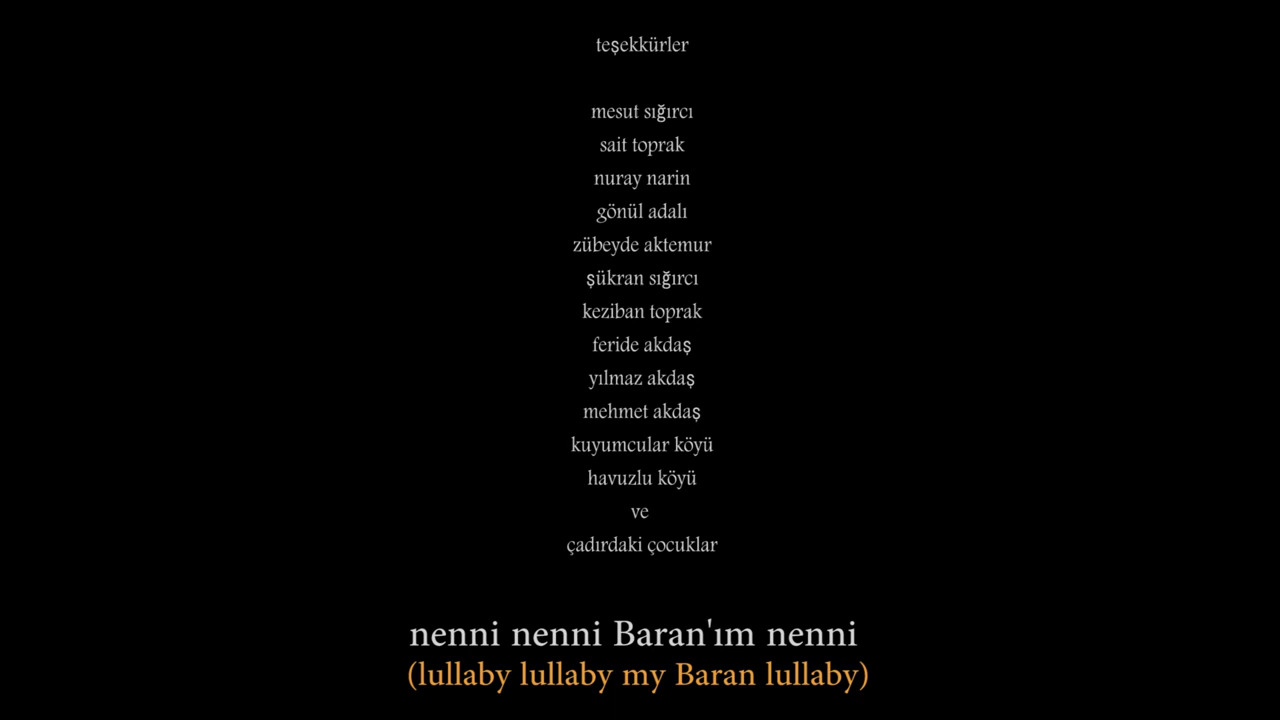 teşekkürler
mesut sığırcı
sait toprak
nuray narin
gönül adalı
zübeyde aktemur
şükran sığırcı
keziban toprak
feride akdaş
yılmaz akdaş
mehmet akdaş
kuyumcular köyü
havuzlu köyü
ve
çadırdaki çocuklar
nenni nenni Baran'ım nenni
(lullaby lullaby my Baran lullaby)